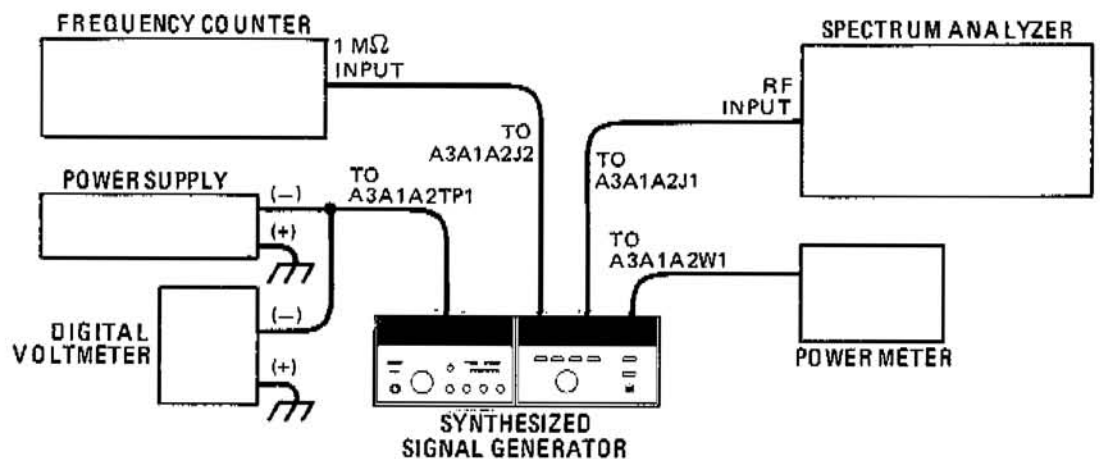 FREQUENCY COUNTER
1 MΩ
INPUT
SPECTRUM ANALYZER
RF
INPUT
TO
A3A1A2J2
TO
A3A1A2J1
POWER SUPPLY
(−)
(+)
TO
A3A1A2TP1
TO
A3A1A2W1
DIGITAL
VOLTMETER
(−)
(+)
POWER METER
SYNTHESIZED
SIGNAL GENERATOR